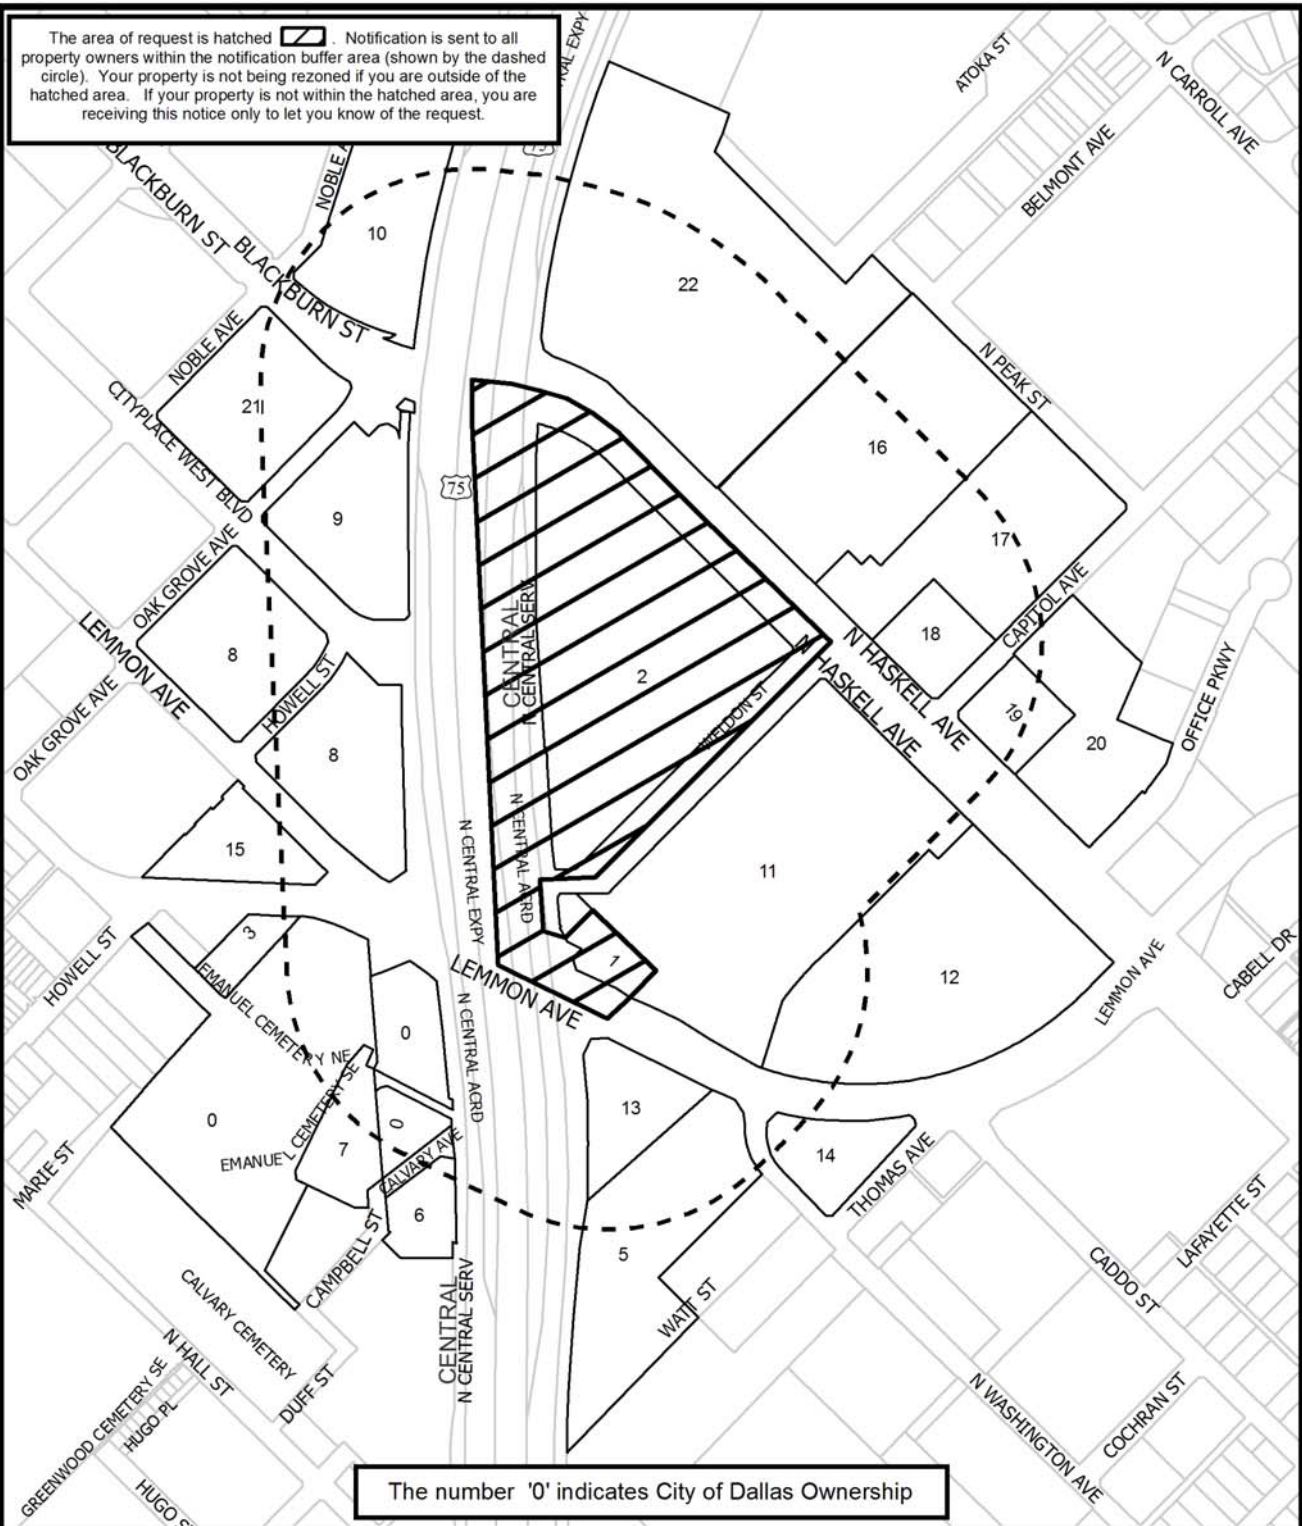 The area of request is hatched . Notification is sent to all
property owners within the notification buffer area (shown by the dashed
circle). Your property is not being rezoned if you are outside of the
hatched area. If your property is not within the hatched area, you are
receiving this notice only to let you know of the request.
ATOKA ST
N CARROLL AVE
BELMONT AVE
BLACKBURN ST
10
BLACKBURN ST
22
NOBLE AVE
N PEAK ST
CITYPLACE WEST BLVD
21
16
75
9
17
OAK GROVE AVE
CAPITOL AVE
LEMMON AVE
CENTRAL
N CENTRAL SERV
18
N HASKELL AVE
8
2
HOWELL ST
N HASKELL AVE
WELDON ST
OFFICE PKWY
OAK GROVE AVE
19
20
8
N CENTRAL ACRD
15
N CENTRAL EXPY
11
3
HOWELL ST
LEMMON AVE
1
12
CABELL DR
LEMMON AVE
EMANUEL CEMETERY NE
0
N CENTRAL ACRD
0
EMANUEL CEMETERY SE
0
13
7
CALVARY AVE
14
THOMAS AVE
MARIE ST
6
5
LAFAYETTE ST
CAMPBELL ST
CADDO ST
CALVARY CEMETERY
WATT ST
CENTRAL
N CENTRAL SERV
N HALL ST
DUFF ST
GREENWOOD CEMETERY SE
HUGO PL
N WASHINGTON AVE
COCHRAN ST
The number '0' indicates City of Dallas Ownership